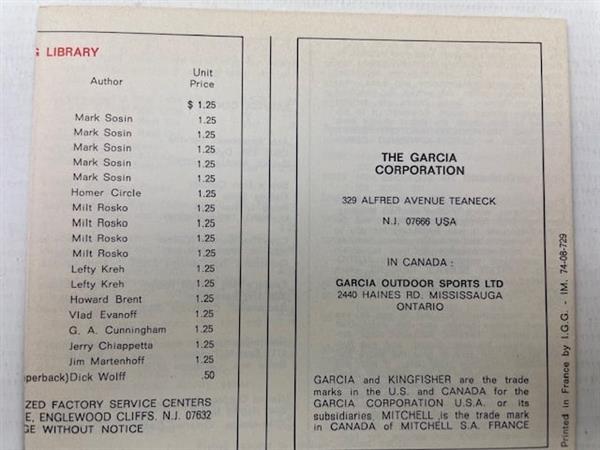 G LIBRARY
Author Unit Price
$ 1.25
Mark Sosin 1.25
Mark Sosin 1.25
Mark Sosin 1.25
Mark Sosin 1.25
Mark Sosin 1.25
Homer Circle 1.25
Milt Rosko 1.25
Milt Rosko 1.25
Milt Rosko 1.25
Milt Rosko 1.25
Lefty Kreh 1.25
Lefty Kreh 1.25
Howard Brent 1.25
Vlad Evanoff 1.25
G. A. Cunningham 1.25
Jerry Chiappetta 1.25
Jim Martenhoff 1.25
perback)Dick Wolff .50
ZED FACTORY SERVICE CENTERS
E, ENGLEWOOD CLIFFS. N.J. 07632
GE WITHOUT NOTICE
THE GARCIA
CORPORATION
329 ALFRED AVENUE TEANECK
N.J. 07666 USA
IN CANADA :
GARCIA OUTDOOR SPORTS LTD
2440 HAINES RD. MISSISSAUGA
ONTARIO
GARCIA and KINGFISHER are the trade
marks in the U.S. and CANADA for the
GARCIA CORPORATION U.S.A. or its
subsidiaries. MITCHELL is the trade mark
in CANADA of MITCHELL S.A. FRANCE
Printed in France by I.G.G. - IM. 74-08-729